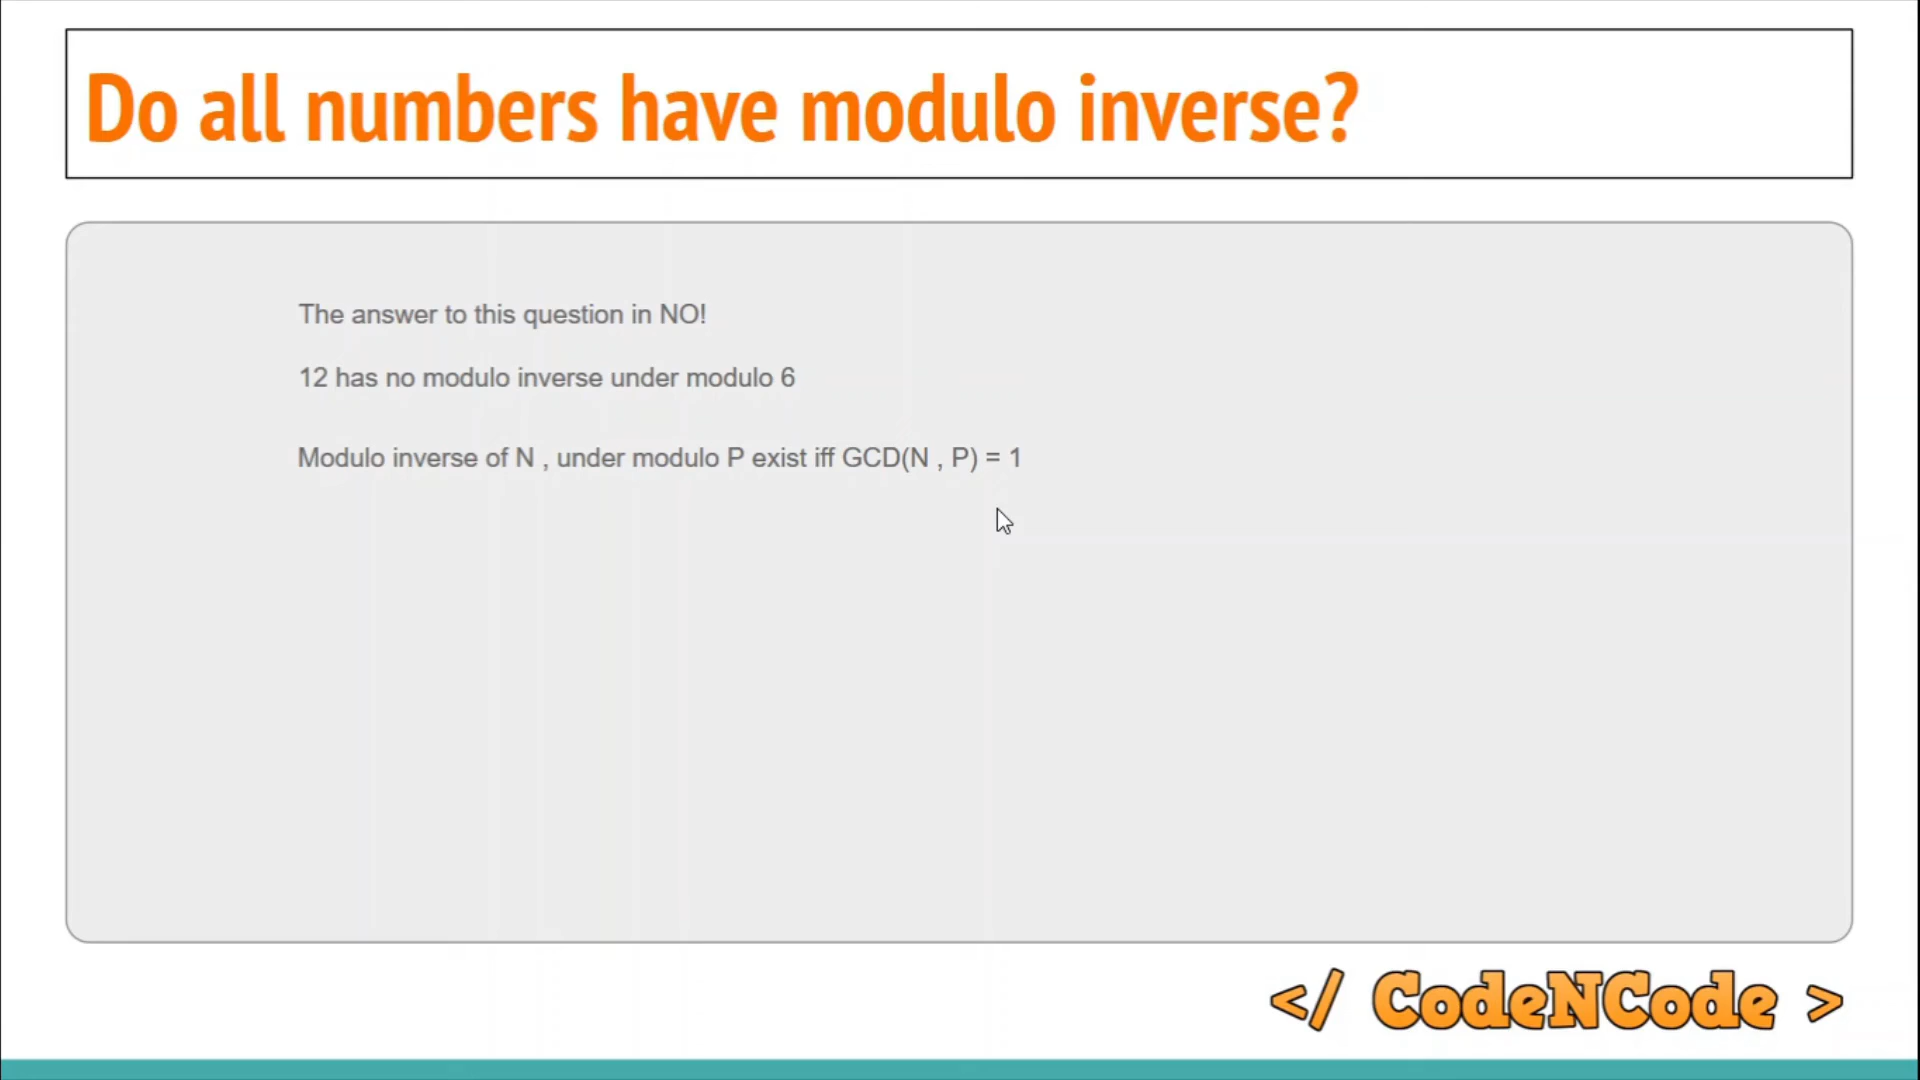 Do all numbers have modulo inverse?
The answer to this question in NO!
12 has no modulo inverse under modulo 6
Modulo inverse of N , under modulo P exist iff GCD(N , P) = 1
</ CodeNCode >